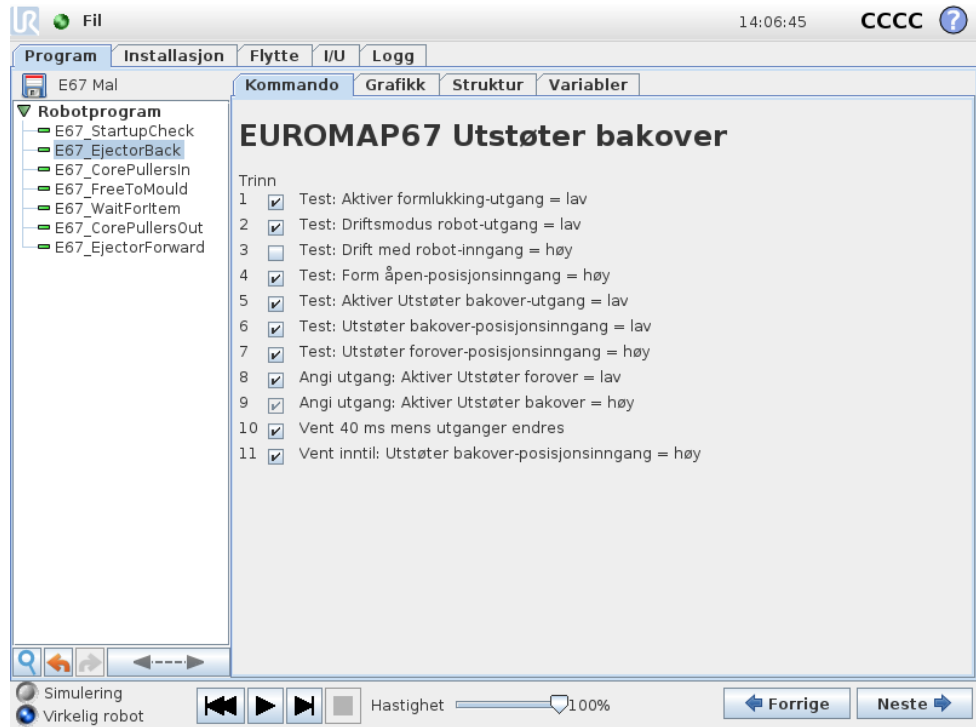 UR Fil 14:06:45 CCCC ?
Program Installasjon Flytte I/U Logg
E67 Mal Kommando Grafikk Struktur Variabler
Robotprogram
E67_StartupCheck
E67_EjectorBack
E67_CorePullersIn
E67_FreeToMould
E67_WaitForItem
E67_CorePullersOut
E67_EjectorForward
EUROMAP67 Utstøter bakover
Trinn
1 Test: Aktiver formlukking-utgang = lav
2 Test: Driftsmodus robot-utgang = lav
3 Test: Drift med robot-inngang = høy
4 Test: Form åpen-posisjonsinngang = høy
5 Test: Aktiver Utstøter bakover-utgang = lav
6 Test: Utstøter bakover-posisjonsinngang = lav
7 Test: Utstøter forover-posisjonsinngang = høy
8 Angi utgang: Aktiver Utstøter forover = lav
9 Angi utgang: Aktiver Utstøter bakover = høy
10 Vent 40 ms mens utganger endres
11 Vent inntil: Utstøter bakover-posisjonsinngang = høy
Simulering
Virkelig robot
Hastighet 100%
Forrige Neste